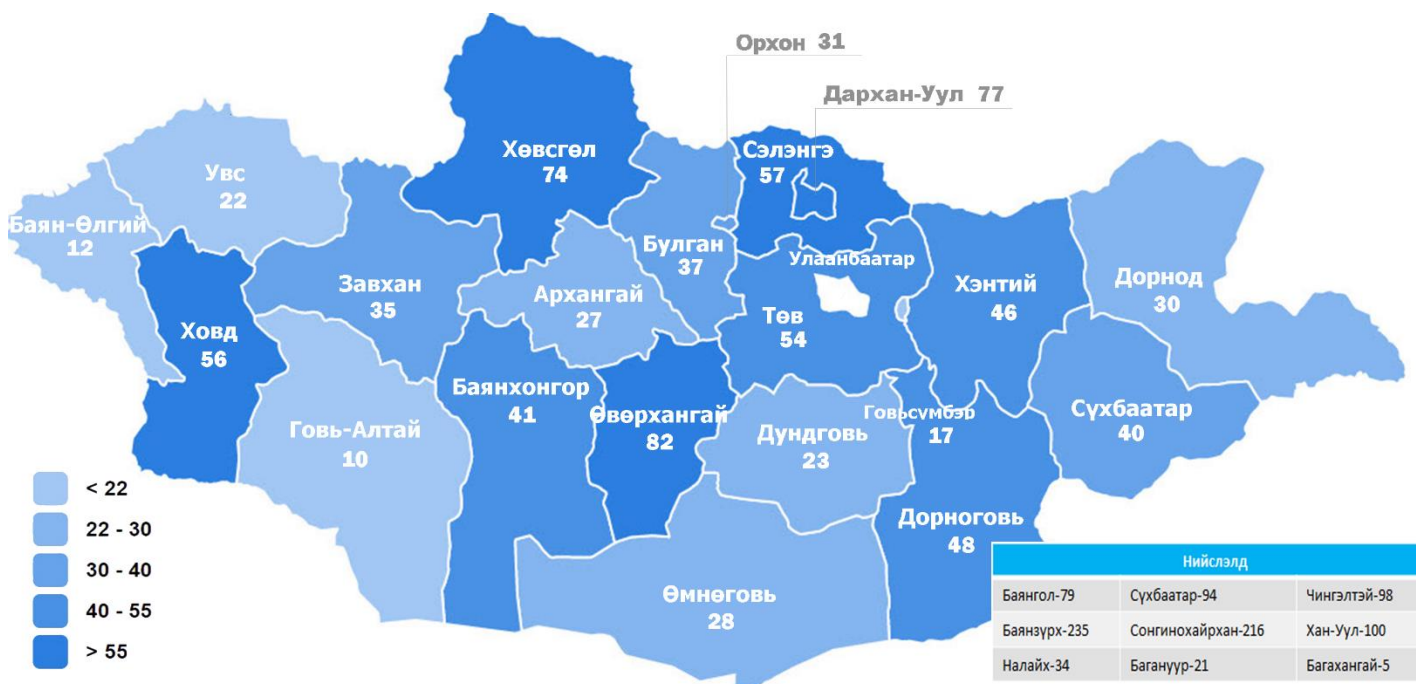 Орхон 31
Дархан-Уул 77
Хөвсгөл
74
Сэлэнгэ
57
Увс
22
Баян-Өлгий
12
Булган
37
Улаанбаатар
Завхан
35
Архангай
27
Хэнтий
46
Дорнод
30
Ховд
56
Төв
54
Баянхонгор
41
Өвөрхангай
82
Говьсүмбэр
17
Сүхбаатар
40
Говь-Алтай
10
Дундговь
23
Дорноговь
48
Өмнөговь
28
< 22
22 - 30
30 - 40
40 - 55
> 55
Нийслэлд
Баянгол-79 Сүхбаатар-94 Чингэлтэй-98
Баянзүрх-235 Сонгинохайрхан-216 Хан-Уул-100
Налайх-34 Багануур-21 Багахангай-5